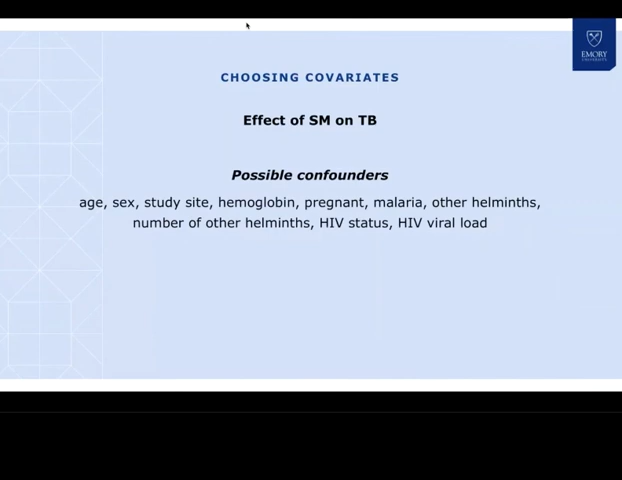 EMORY
UNIVERSITY
CHOOSING COVARIATES
Effect of SM on TB
Possible confounders
age, sex, study site, hemoglobin, pregnant, malaria, other helminths,
number of other helminths, HIV status, HIV viral load